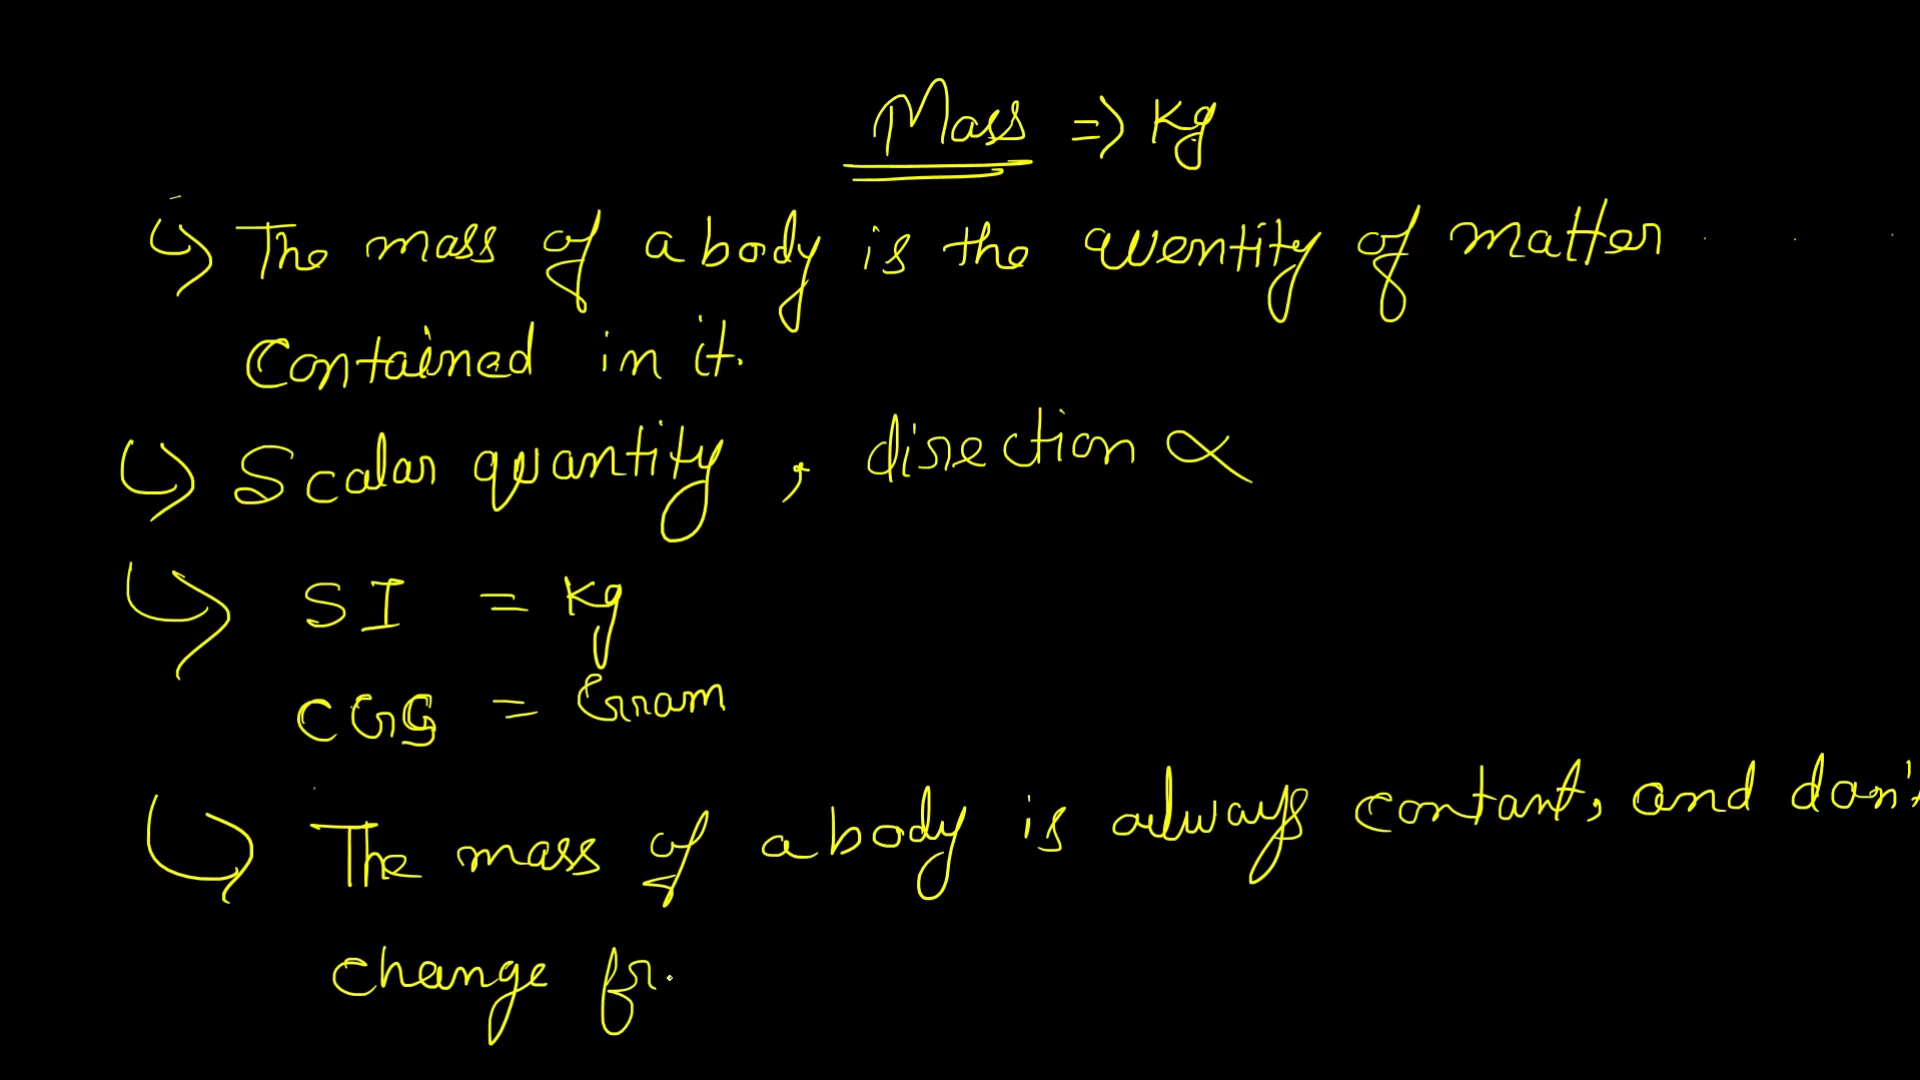 Mass => Kg
The mass of a body is the quentity of matter
Contained in it.
Scalar quantity, direction ×
SI = Kg
CGS = Gram
The mass of a body is always contant, and don't
change fr